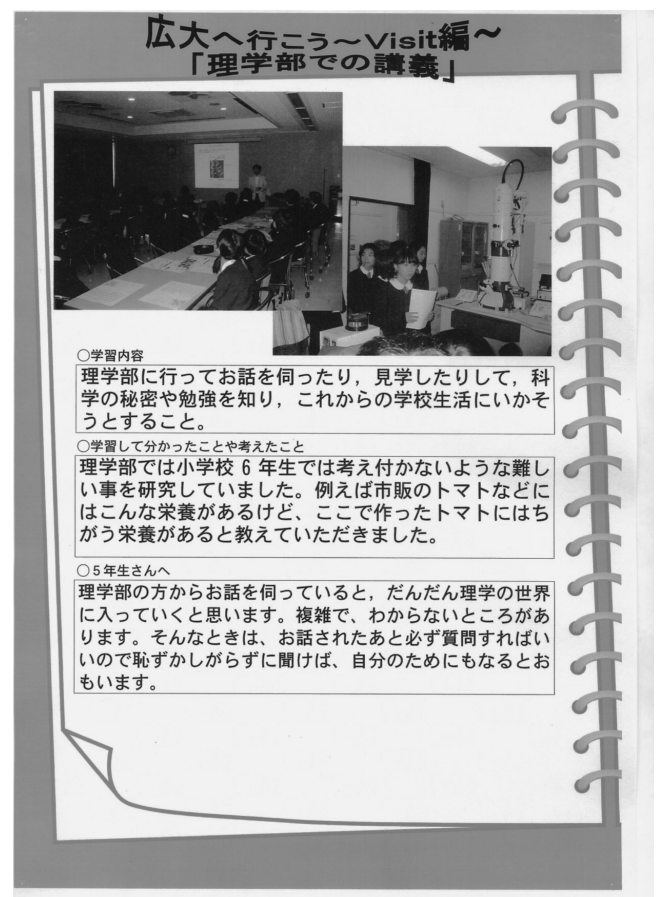 広大へ行こう～Visit編～
「理学部での講義」
○学習内容
理学部に行ってお話を伺ったり，見学したりして，科
学の秘密や勉強を知り，これからの学校生活にいかそ
うとすること。
○学習して分かったことや考えたこと
理学部では小学校６年生では考え付かないような難し
い事を研究していました。例えば市販のトマトなどに
はこんな栄養があるけど、ここで作ったトマトにはち
がう栄養があると教えていただきました。
○５年生さんへ
理学部の方からお話を伺っていると，だんだん理学の世界
に入っていくと思います。複雑で、わからないところがあ
ります。そんなときは、お話されたあと必ず質問すればい
いので恥ずかしがらずに聞けば、自分のためにもなるとお
もいます。